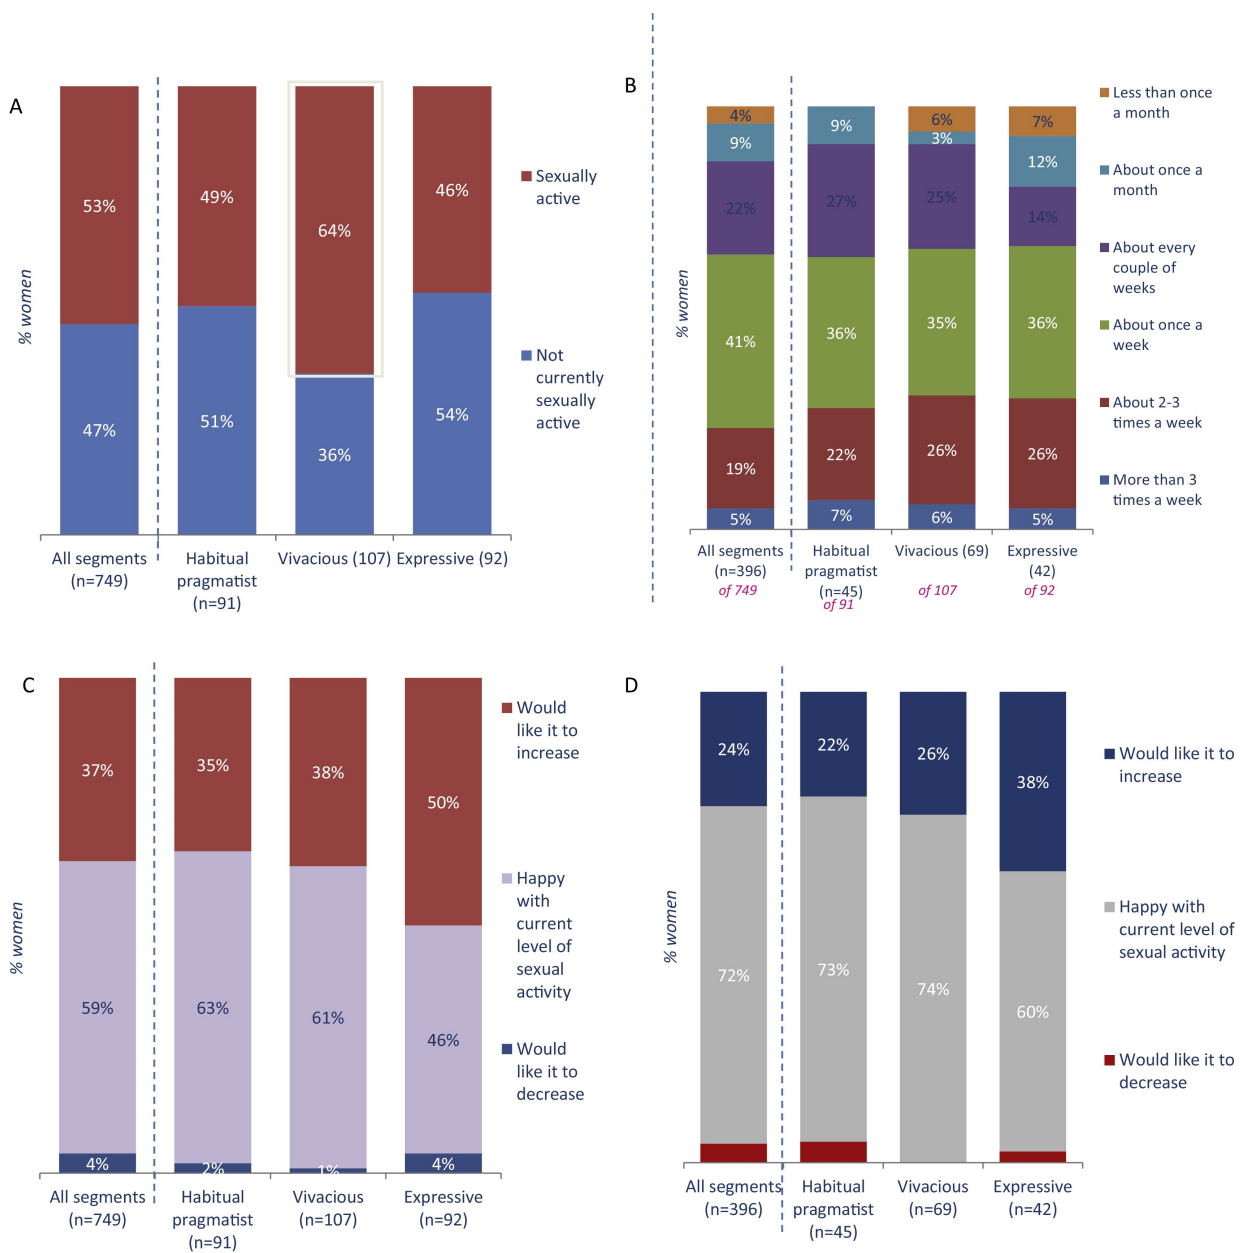 A
% women
53%
47%
49%
51%
64%
36%
46%
54%
Sexually
active
Not
currently
sexually
active
All segments
(n=749)
Habitual
pragmatist
(n=91)
Vivacious (107)
Expressive (92)
B
% women
4%
9%
22%
41%
19%
5%
9%
27%
36%
22%
7%
6%
3%
25%
35%
26%
6%
7%
12%
14%
36%
26%
5%
Less than once
a month
About once a
month
About every
couple of
weeks
About once a
week
About 2-3
times a week
More than 3
times a week
All segments
(n=396)
of 749
Habitual
pragmatist
(n=45)
of 91
Vivacious (69)
of 107
Expressive
(42)
of 92
C
% women
37%
59%
4%
35%
63%
2%
38%
61%
1%
50%
46%
4%
Would
like it to
increase
Happy
with
current
level of
sexual
activity
Would
like it to
decrease
All segments
(n=749)
Habitual
pragmatist
(n=91)
Vivacious
(n=107)
Expressive
(n=92)
D
% women
24%
72%
22%
73%
26%
74%
38%
60%
Would like it to
increase
Happy with
current level of
sexual activity
Would like it to
decrease
All segments
(n=396)
Habitual
pragmatist
(n=45)
Vivacious
(n=69)
Expressive
(n=42)